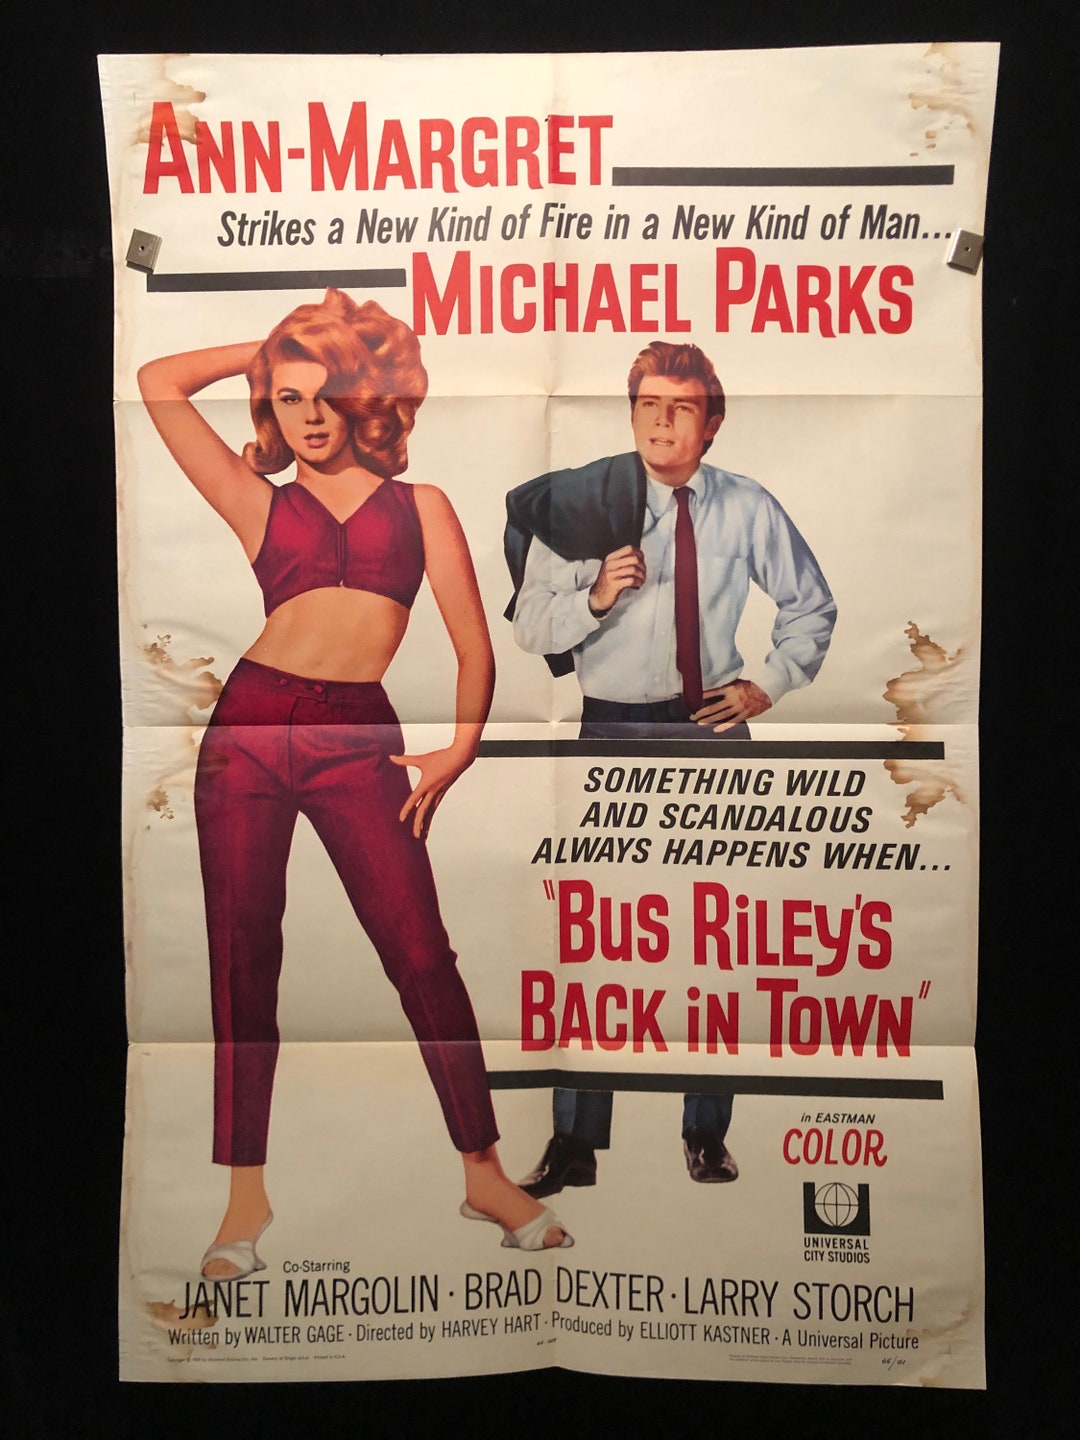 ANN-MARGRET
Strikes a New Kind of Fire in a New Kind of Man...
MICHAEL PARKS
SOMETHING WILD
AND SCANDALOUS
ALWAYS HAPPENS WHEN...
"BUS RiLEY'S
BACK iN TOWN"
in EASTMAN
COLOR
UNIVERSAL
CITY STUDIOS
Co-Starring
JANET MARGOLIN · BRAD DEXTER · LARRY STORCH
Written by WALTER GAGE · Directed by HARVEY HART · Produced by ELLIOTT KASTNER · A Universal Picture
65/21